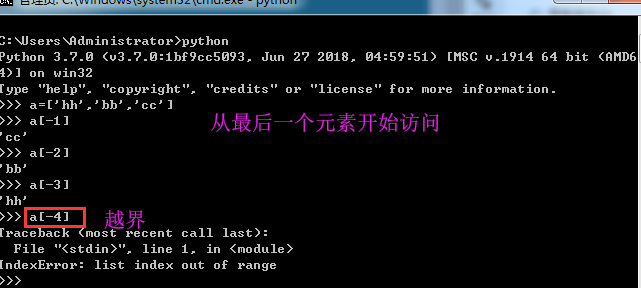 管理员: C:\Windows\system32\cmd.exe - python
C:\Users\Administrator>python
Python 3.7.0 (v3.7.0:1bf9cc5093, Jun 27 2018, 04:59:51) [MSC v.1914 64 bit (AMD6
4)] on win32
Type "help", "copyright", "credits" or "license" for more information.
>>> a=['hh','bb','cc']
>>> a[-1]
从最后一个元素开始访问
'cc'
>>> a[-2]
'bb'
>>> a[-3]
'hh'
>>> a[-4]
越界
Traceback (most recent call last):
  File "<stdin>", line 1, in <module>
IndexError: list index out of range
>>>